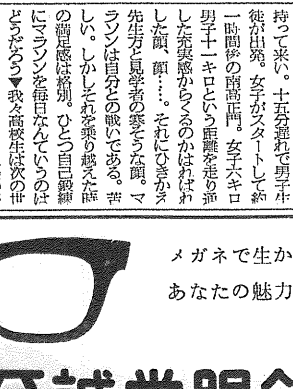 持って来い。十五分遅れで男子生
徒が出発。女子がスタートして約
一時間後の南高正門。女子六キロ
男子十一キロという距離を走り通
した充実感からくるのかはればれ
した顔、顔……。それにひきかえ
先生方と見学者の寒そうな顔。マ
ラソンは自分との戦いである。苦
しい。しかしそれを乗り越えた時
の満足感は格別。ひとつ自己鍛練
にマラソンを毎日なんていうのは
どうだろう▼我々高校生は次の世
メガネで生か
あなたの魅力